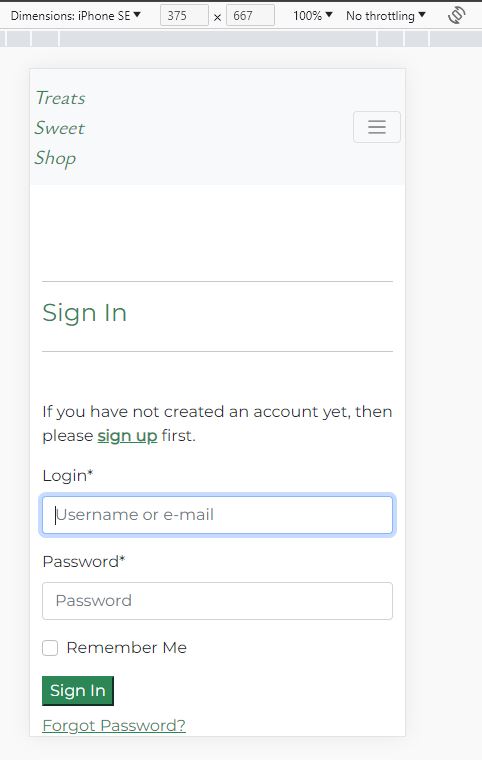 Dimensions: iPhone SE ▼ 375 × 667 100% ▼ No throttling ▼
Treats
Sweet
Shop
Sign In
If you have not created an account yet, then
please sign up first.
Login*
Username or e-mail
Password*
Password
Remember Me
Sign In
Forgot Password?